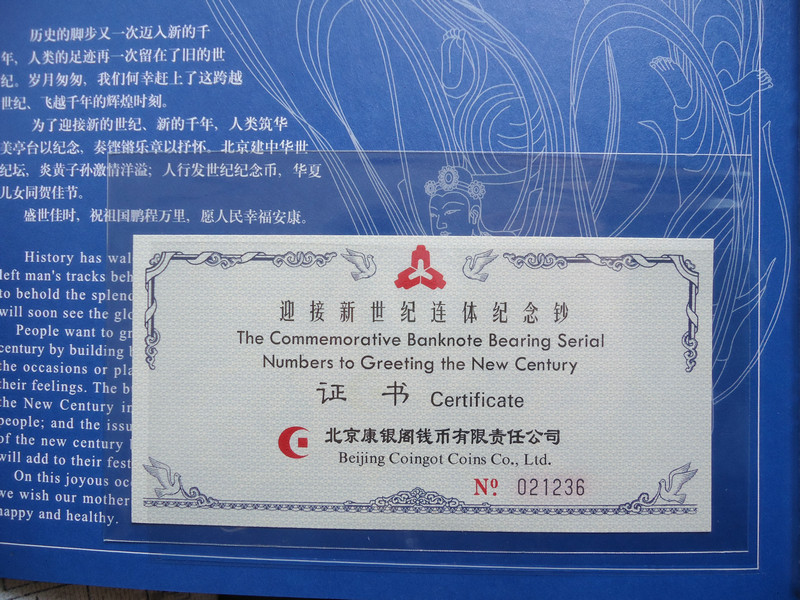 历史的脚步又一次迈入新的千
年，人类的足迹再一次留在了旧的世
纪。岁月匆匆，我们何幸赶上了这跨越
世纪、飞越千年的辉煌时刻。
为了迎接新的世纪、新的千年，人类筑华
美亭台以纪念，奏铿锵乐章以抒怀。北京建中华世
纪坛，炎黄子孙激情洋溢；人行发世纪纪念币，华夏
儿女同贺佳节。
盛世佳时，祝祖国鹏程万里，愿人民幸福安康。
History has
left man's tracks
to behold the
will soon see the
People want to
century by building
the occasions or
their feelings. The
the New Century
people; and the
of the new century
will add to their
On this joyous
we wish our mother
happy and healthy.
迎接新世纪连体纪念钞
The Commemorative Banknote Bearing Serial
Numbers to Greeting the New Century
证书 Certificate
北京康银阁钱币有限责任公司
Beijing Coingot Coins Co., Ltd.
Nº 021236